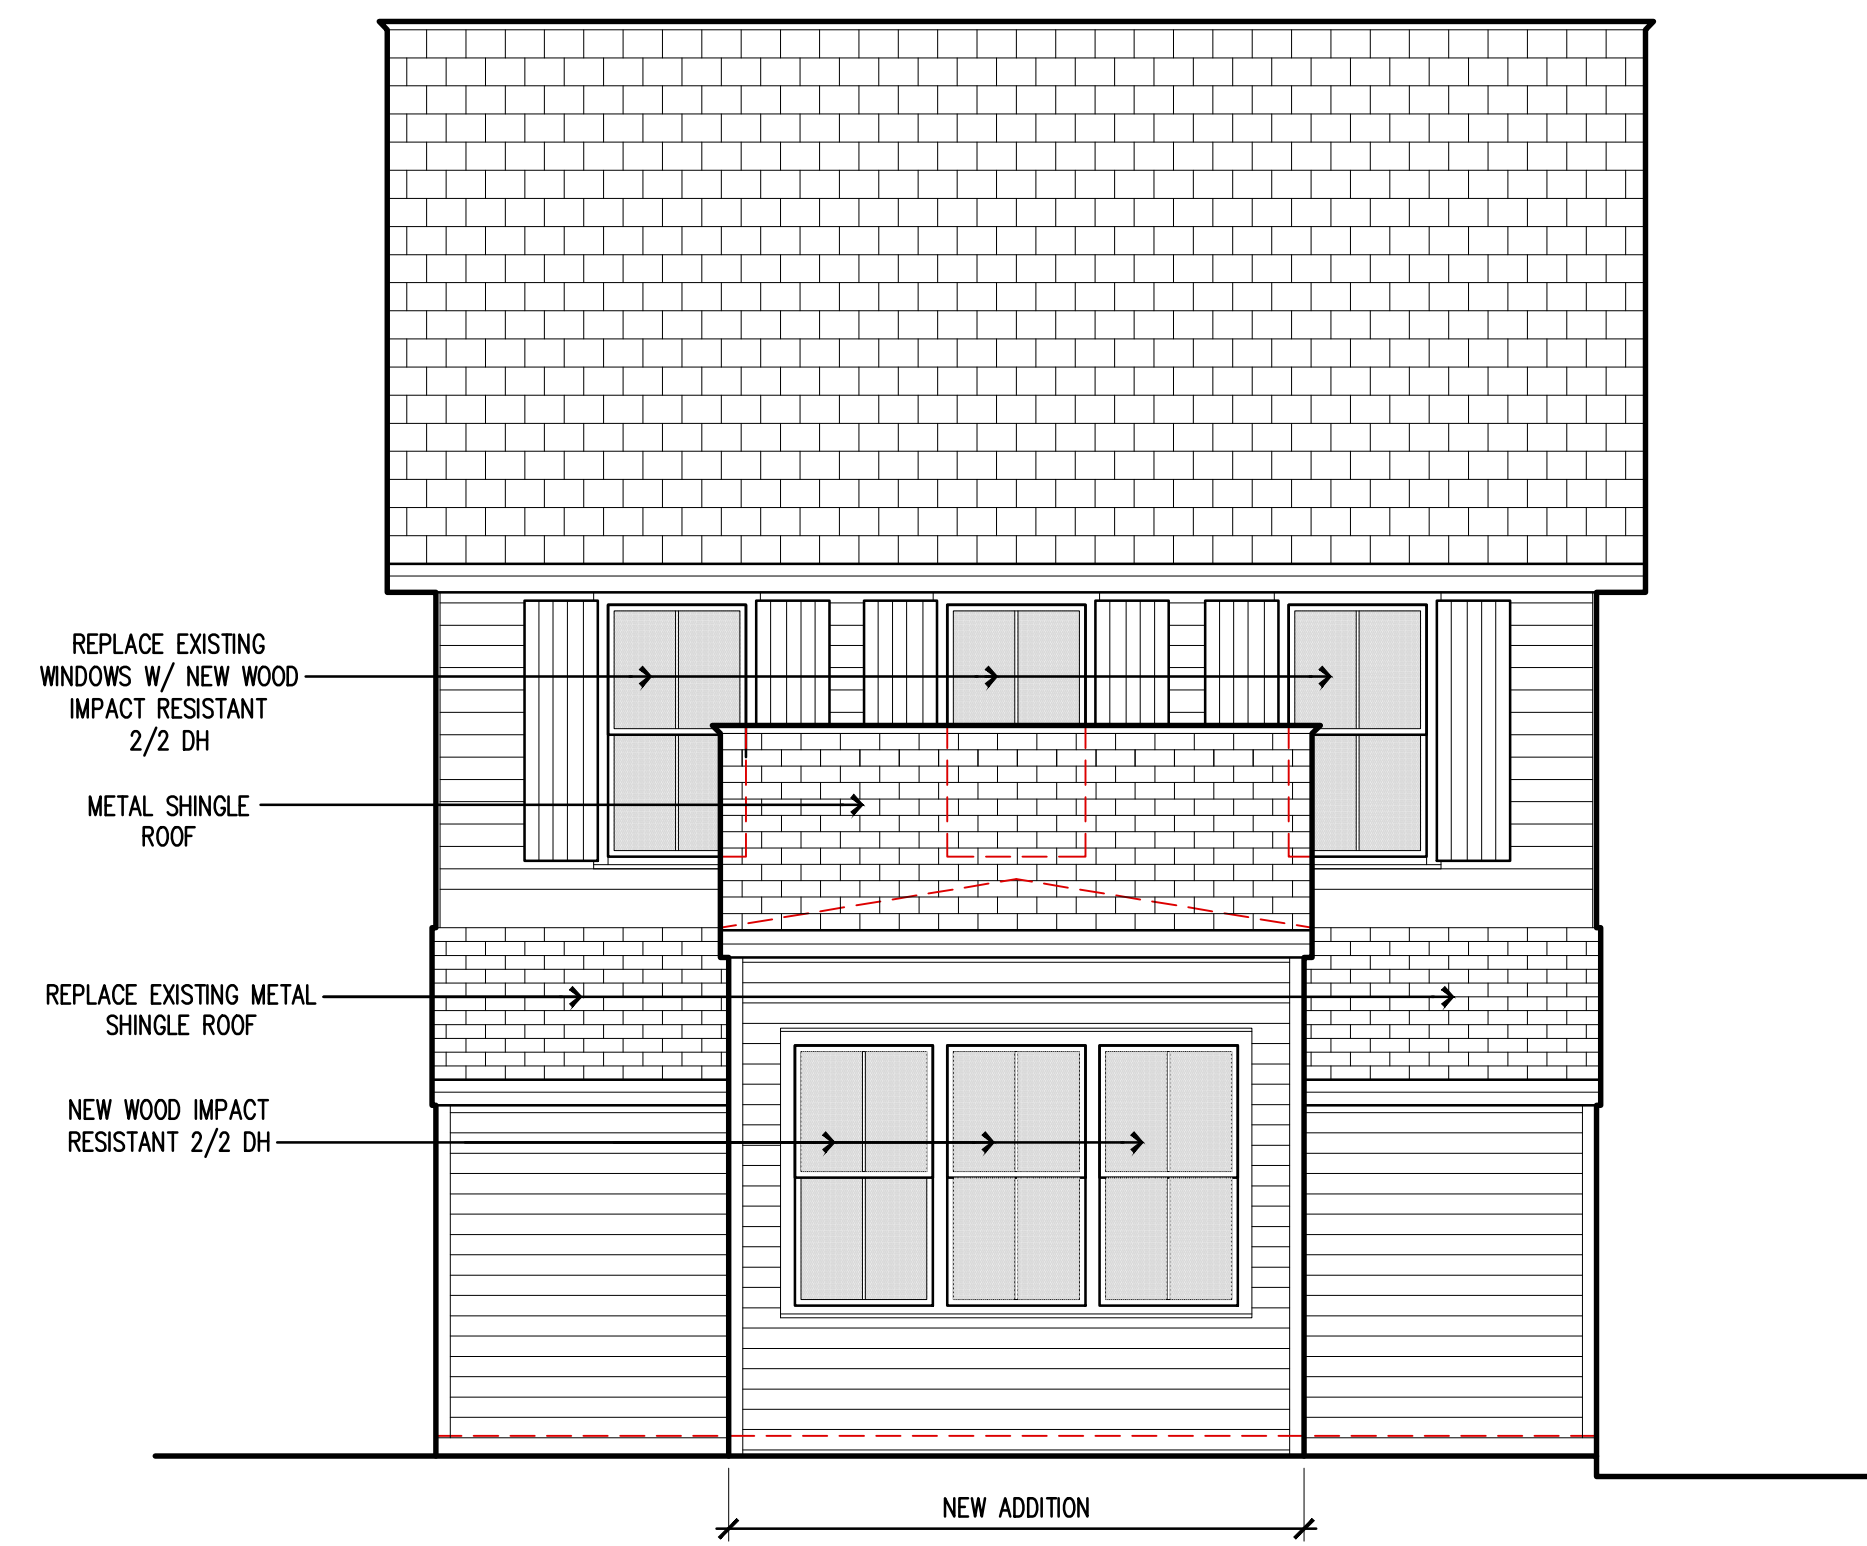 REPLACE EXISTING
WINDOWS W/ NEW WOOD
IMPACT RESISTANT
2/2 DH
METAL SHINGLE
ROOF
REPLACE EXISTING METAL
SHINGLE ROOF
NEW WOOD IMPACT
RESISTANT 2/2 DH
NEW ADDITION